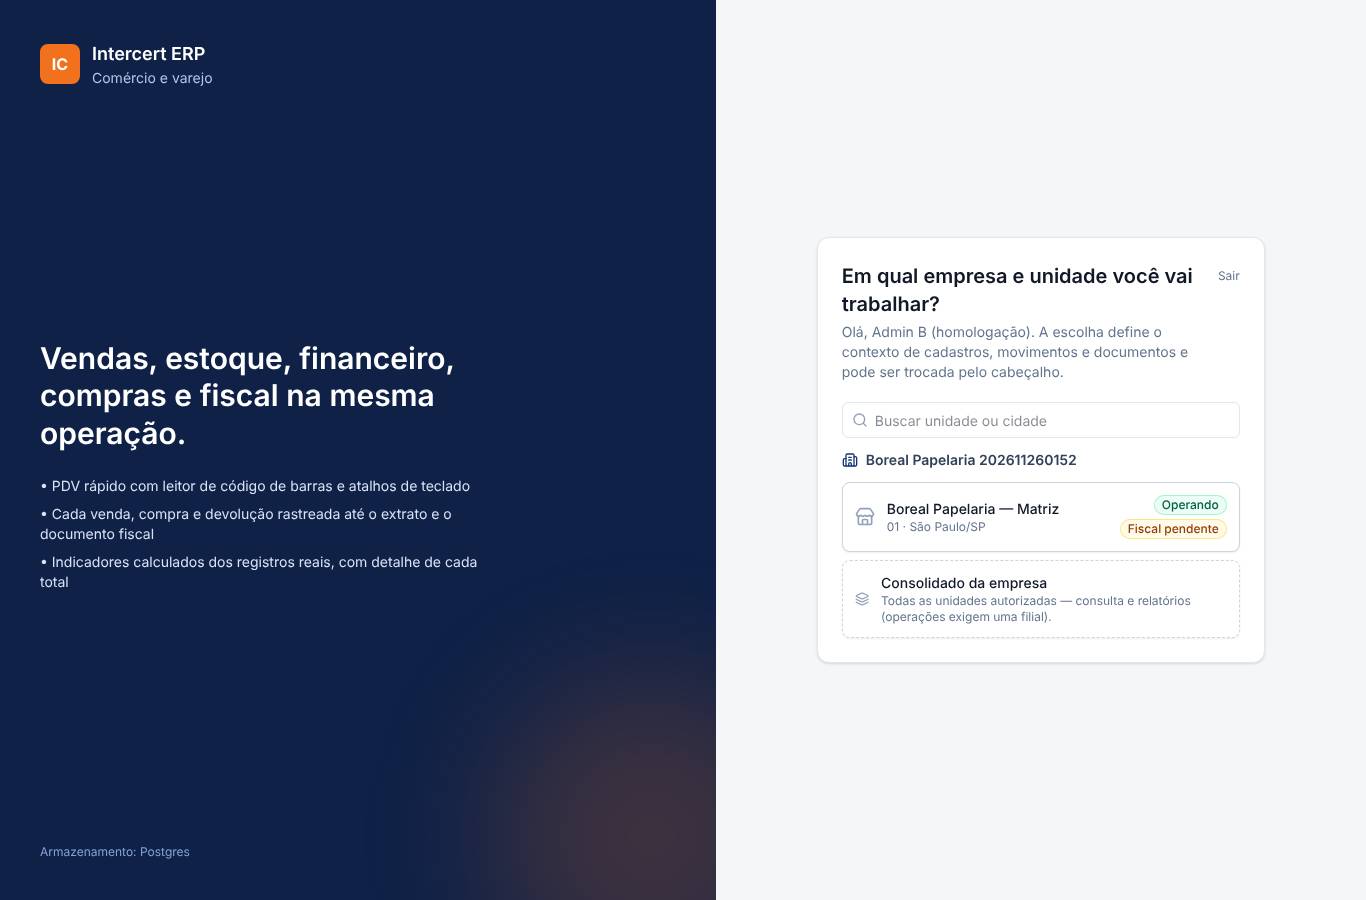 IC
Intercert ERP
Comércio e varejo
Vendas, estoque, financeiro,
compras e fiscal na mesma
operação.
• PDV rápido com leitor de código de barras e atalhos de teclado
• Cada venda, compra e devolução rastreada até o extrato e o
documento fiscal
• Indicadores calculados dos registros reais, com detalhe de cada
total
Armazenamento: Postgres
Em qual empresa e unidade você vai
trabalhar?
Sair
Olá, Admin B (homologação). A escolha define o
contexto de cadastros, movimentos e documentos e
pode ser trocada pelo cabeçalho.
Buscar unidade ou cidade
Boreal Papelaria 202611260152
Boreal Papelaria — Matriz
01 · São Paulo/SP
Operando
Fiscal pendente
Consolidado da empresa
Todas as unidades autorizadas — consulta e relatórios
(operações exigem uma filial).